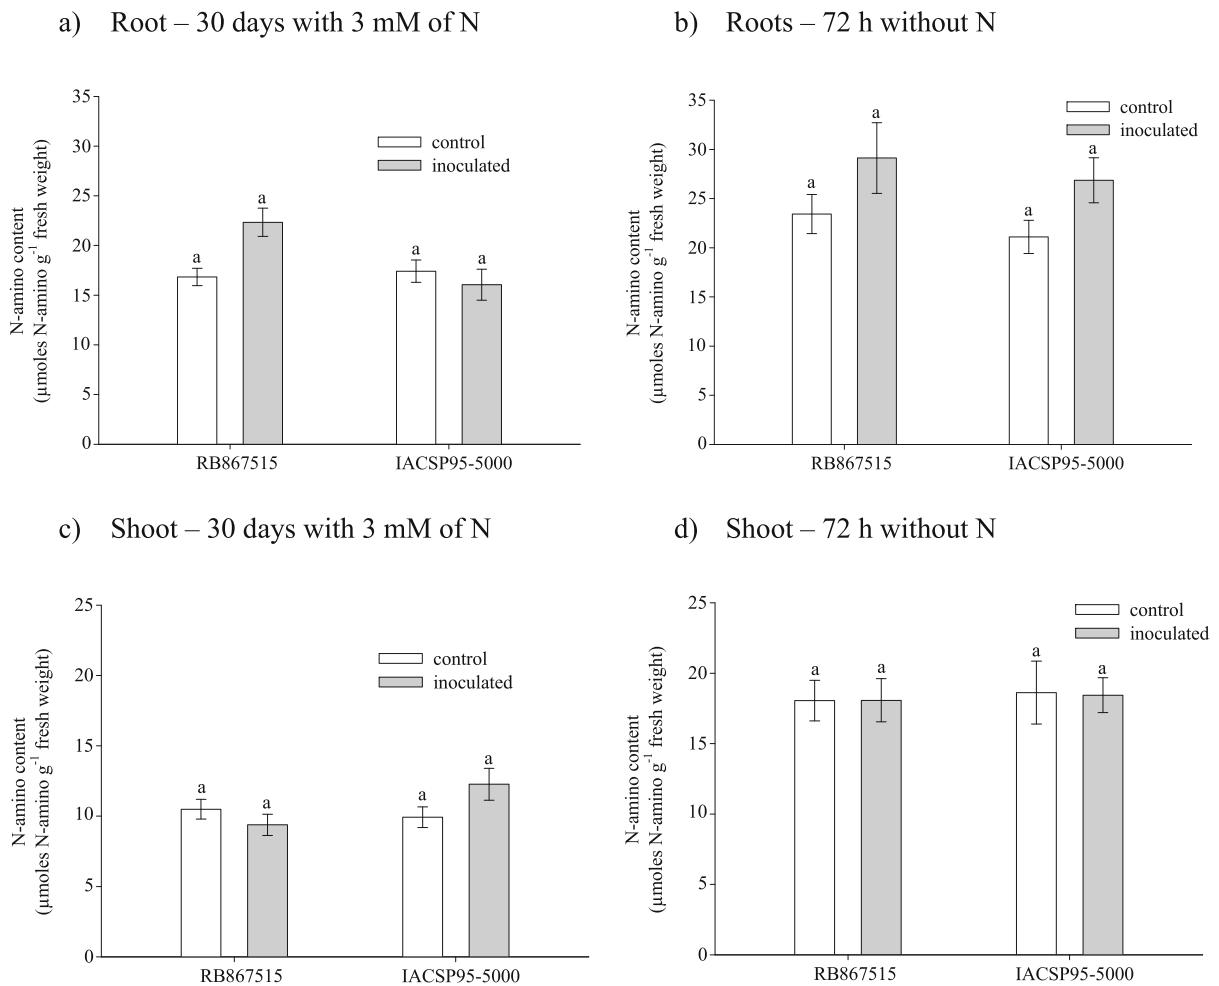 a) Root – 30 days with 3 mM of N
N-amino content
(μmoles N-amino g-1 fresh weight)
35
30
25
20
15
10
5
0
control
inoculated
a
a
a
a
RB867515
IACSP95-5000
b) Roots – 72 h without N
N-amino content
(μmoles N-amino g-1 fresh weight)
35
30
25
20
15
10
5
0
control
inoculated
a
a
a
a
RB867515
IACSP95-5000
c) Shoot – 30 days with 3 mM of N
N-amino content
(μmoles N-amino g-1 fresh weight)
25
20
15
10
5
0
control
inoculated
a
a
a
a
RB867515
IACSP95-5000
d) Shoot – 72 h without N
N-amino content
(μmoles N-amino g-1 fresh weight)
25
20
15
10
5
0
control
inoculated
a
a
a
a
RB867515
IACSP95-5000